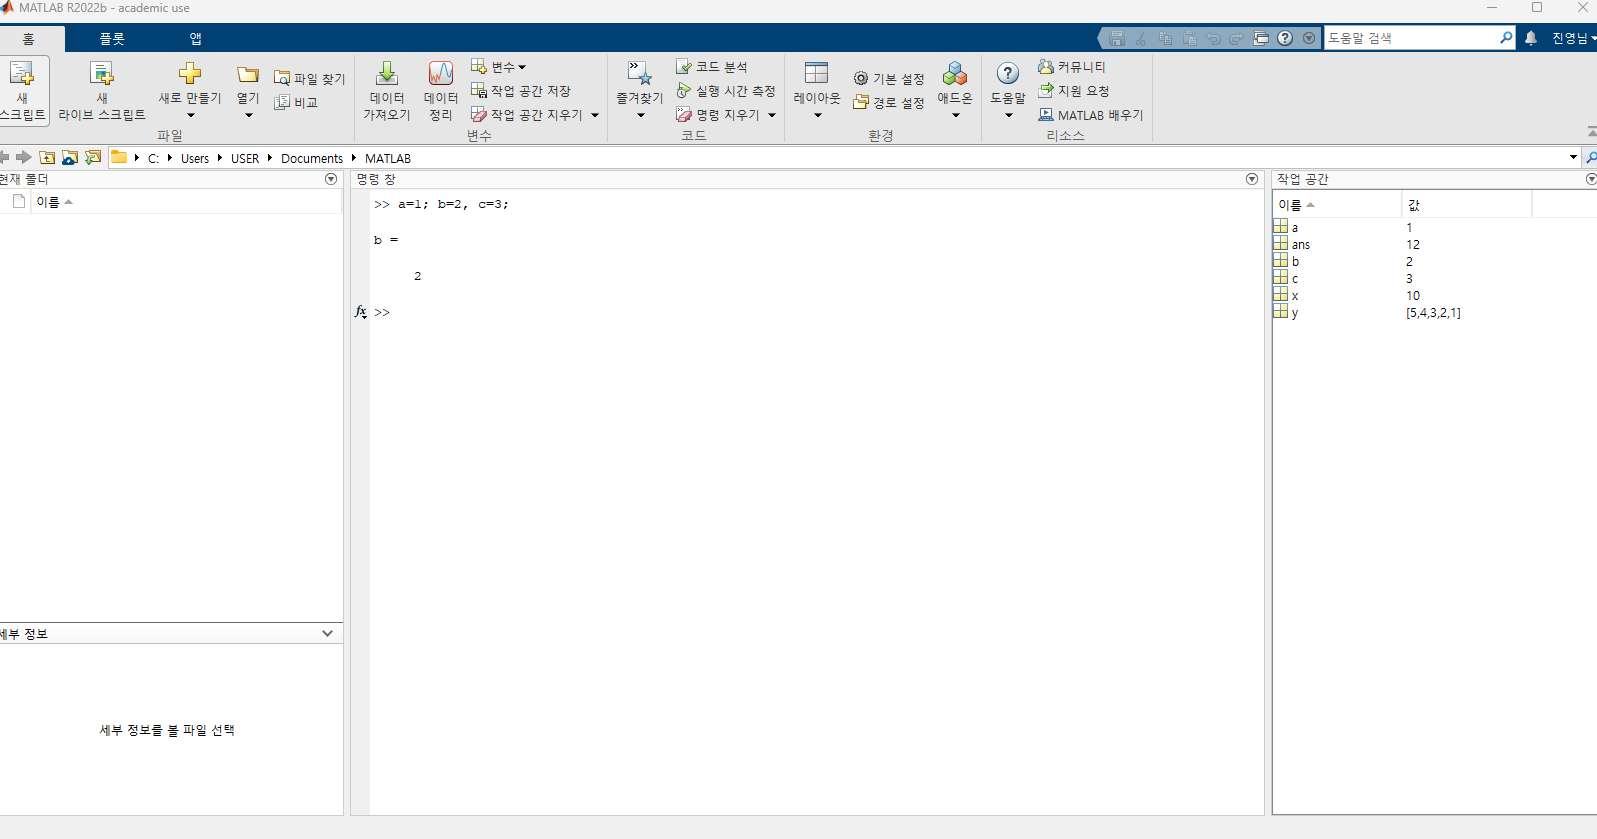 MATLAB R2022b - academic use
홈 플롯 앱
도움말 검색 진영님
새
스크립트
새
라이브 스크립트
새로 만들기
열기
파일 찾기
비교
파일
데이터
가져오기
데이터
정리
변수
작업 공간 저장
작업 공간 지우기
변수
즐겨찾기
코드 분석
실행 시간 측정
명령 지우기
코드
레이아웃
기본 설정
경로 설정
애드온
환경
도움말
커뮤니티
지원 요청
MATLAB 배우기
리소스
C: Users USER Documents MATLAB
현재 폴더
이름
세부 정보
세부 정보를 볼 파일 선택
명령 창
>> a=1; b=2, c=3;
b =
2
fx >>
작업 공간
이름 값
a 1
ans 12
b 2
c 3
x 10
y [5,4,3,2,1]